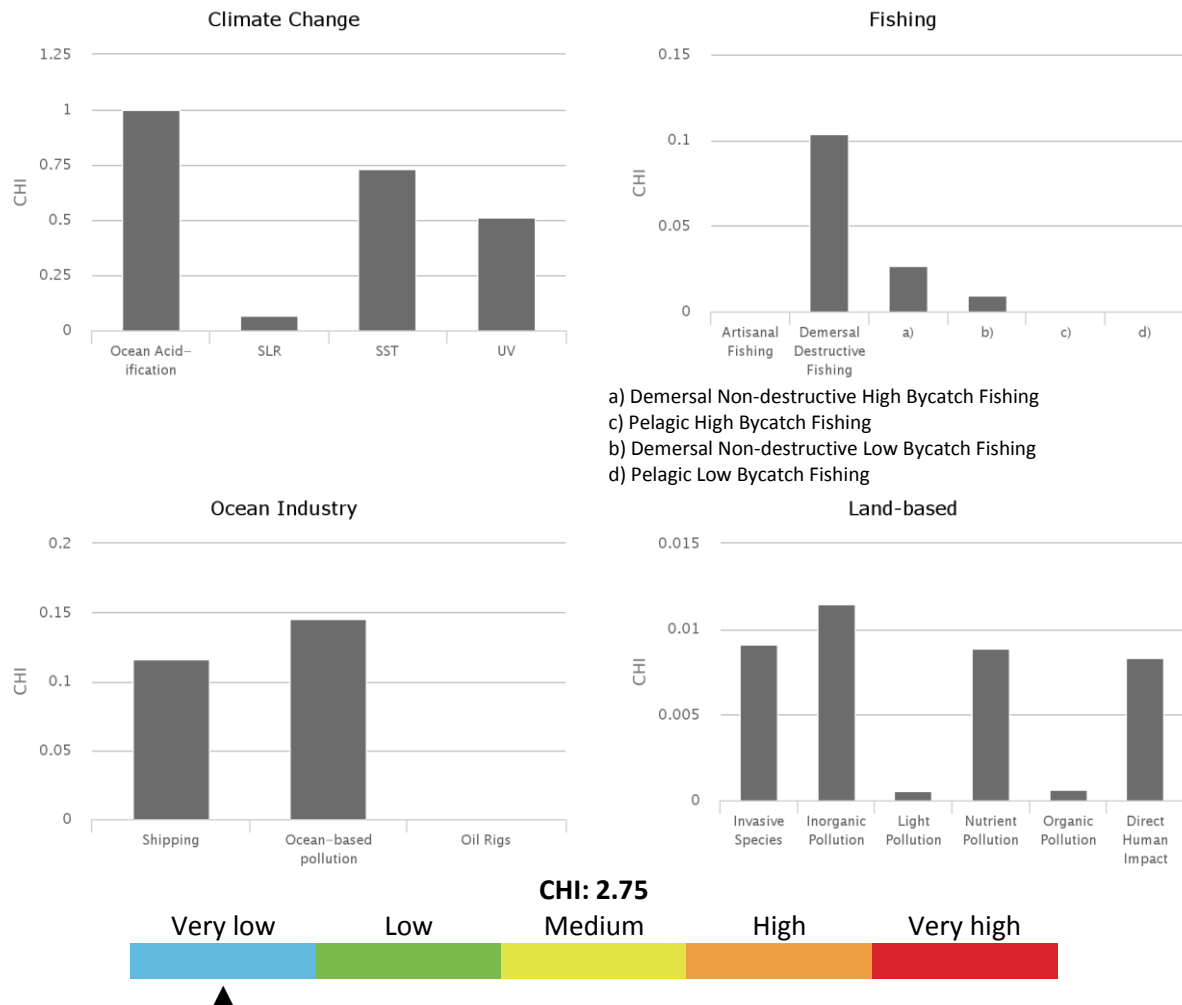 Climate Change
1.25
1
0.75
0.5
0.25
0
CHI
Ocean Acid-
ification
SLR
SST
UV
Fishing
0.15
0.1
0.05
0
CHI
Artisanal
Fishing
Demersal
Destructive
Fishing
a)
b)
c)
d)
a) Demersal Non-destructive High Bycatch Fishing
c) Pelagic High Bycatch Fishing
b) Demersal Non-destructive Low Bycatch Fishing
d) Pelagic Low Bycatch Fishing
Ocean Industry
0.2
0.15
0.1
0.05
0
CHI
Shipping
Ocean-based
pollution
Oil Rigs
Land-based
0.015
0.01
0.005
0
CHI
Invasive
Species
Inorganic
Pollution
Light
Pollution
Nutrient
Pollution
Organic
Pollution
Direct
Human
Impact
CHI: 2.75
Very low
Low
Medium
High
Very high